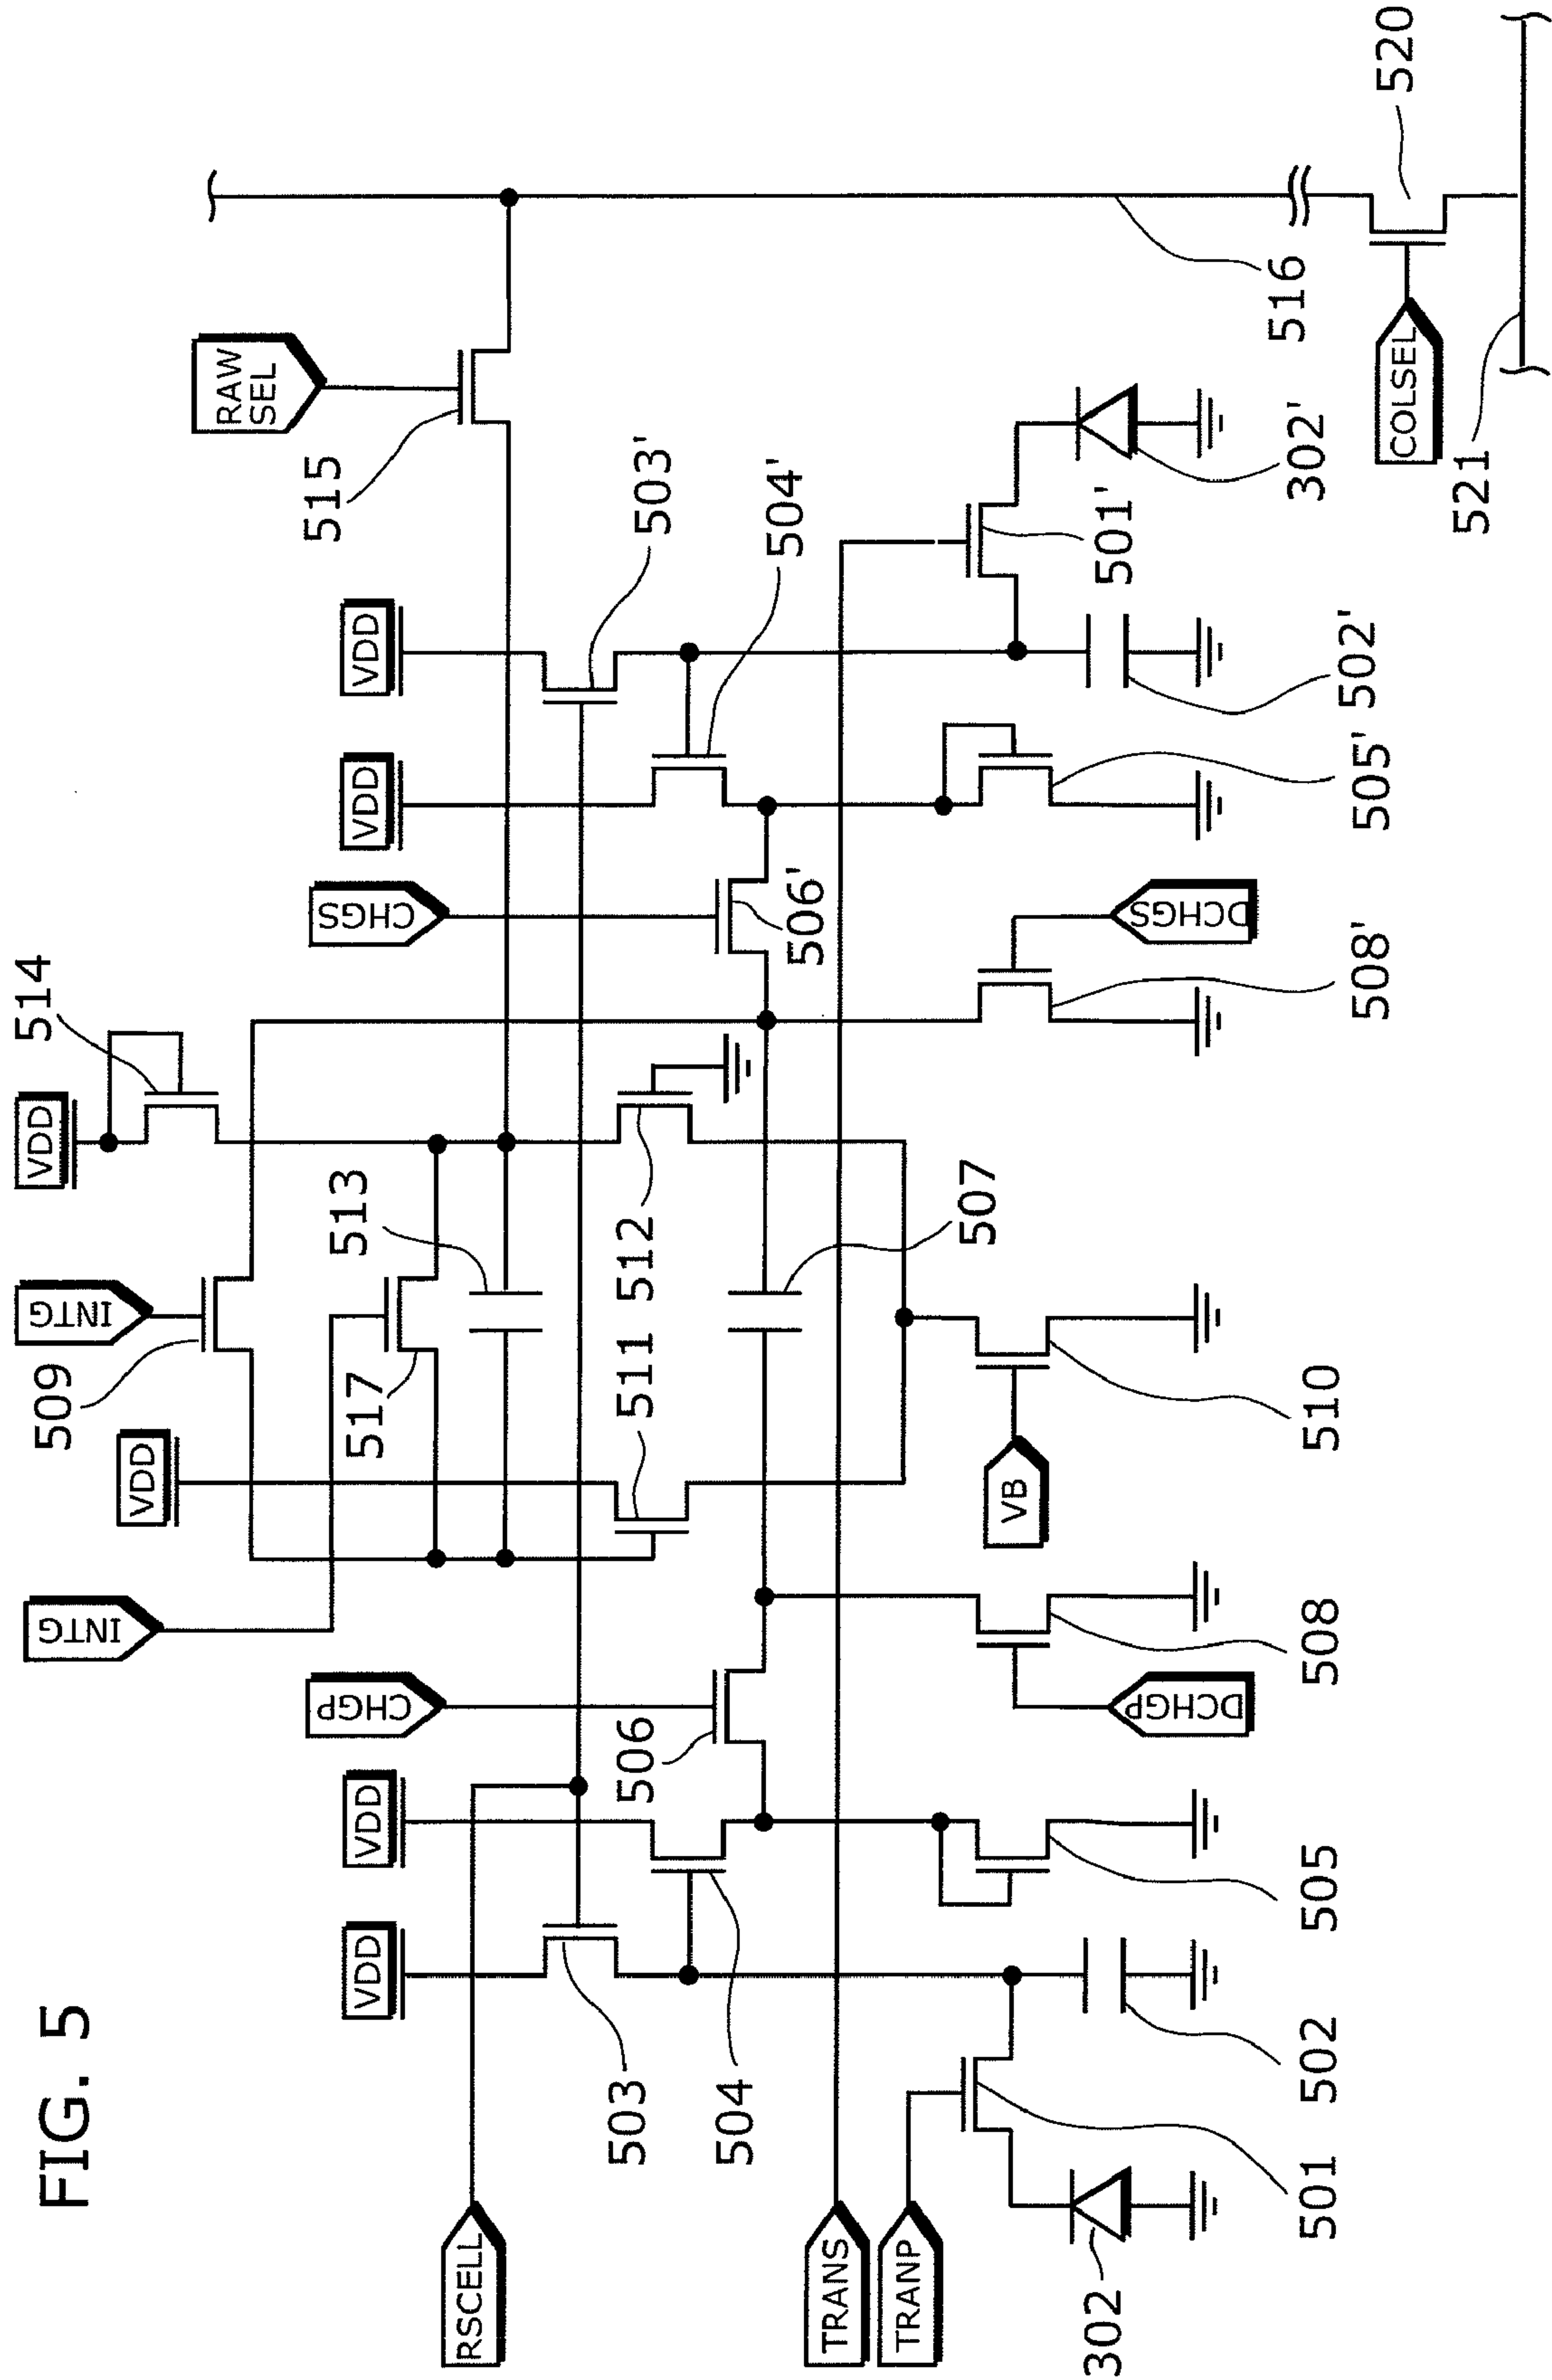 FIG. 5
VDD
514
INTG
509
VDD
INTG
513
517
VDD
RAW
SEL
515
CHGS
VDD
VDD
503'
504'
512
511
CHGP
506
VDD
VDD
503
504
RSCELL
506'
507
TRANS
TRANP
302
501
502
505
DCHGP
508
VB
510
DCHGS
508'
505'
502'
501'
302'
516
COLSEL
520
521